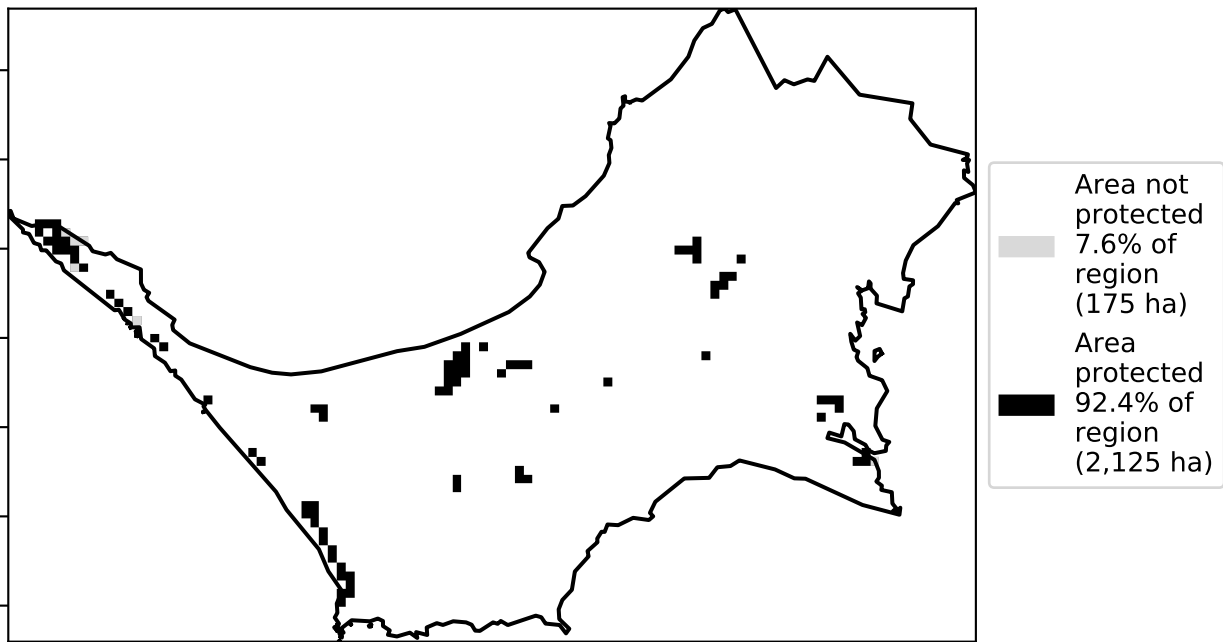 Area not
protected
7.6% of
region
(175 ha)
Area
protected
92.4% of
region
(2,125 ha)